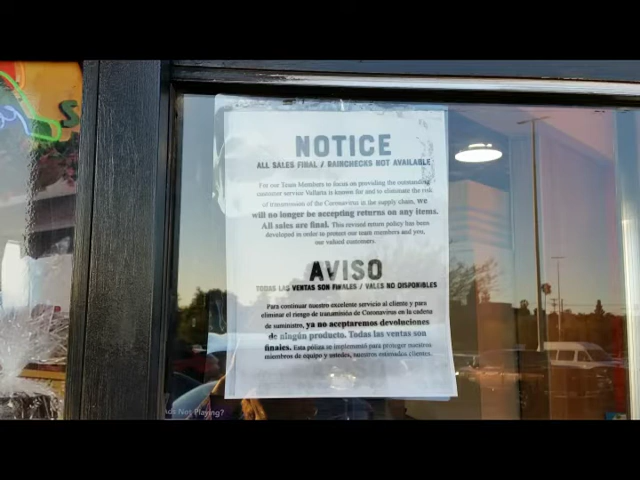 NOTICE
ALL SALES FINAL / RAINCHECKS NOT AVAILABLE
For our Team Members to focus on providing the outstanding
customer service Vallarta is known for and to eliminate the risk
of transmission of the Coronavirus in the supply chain, we
will no longer be accepting returns on any items.
All sales are final. This revised return policy has been
developed in order to protect our team members and you,
our valued customers.
AVISO
TODAS LAS VENTAS SON FINALES / VALES NO DISPONIBLES
Para continuar nuestro excelente servicio al cliente y para
eliminar el riesgo de transmisión de Coronavirus en la cadena
de suministro, ya no aceptaremos devoluciones
de ningún producto. Todas las ventas son
finales. Esta póliza se implementó para proteger nuestros
miembros de equipo y ustedes, nuestros estimados clientes.
Ads Not Playing?